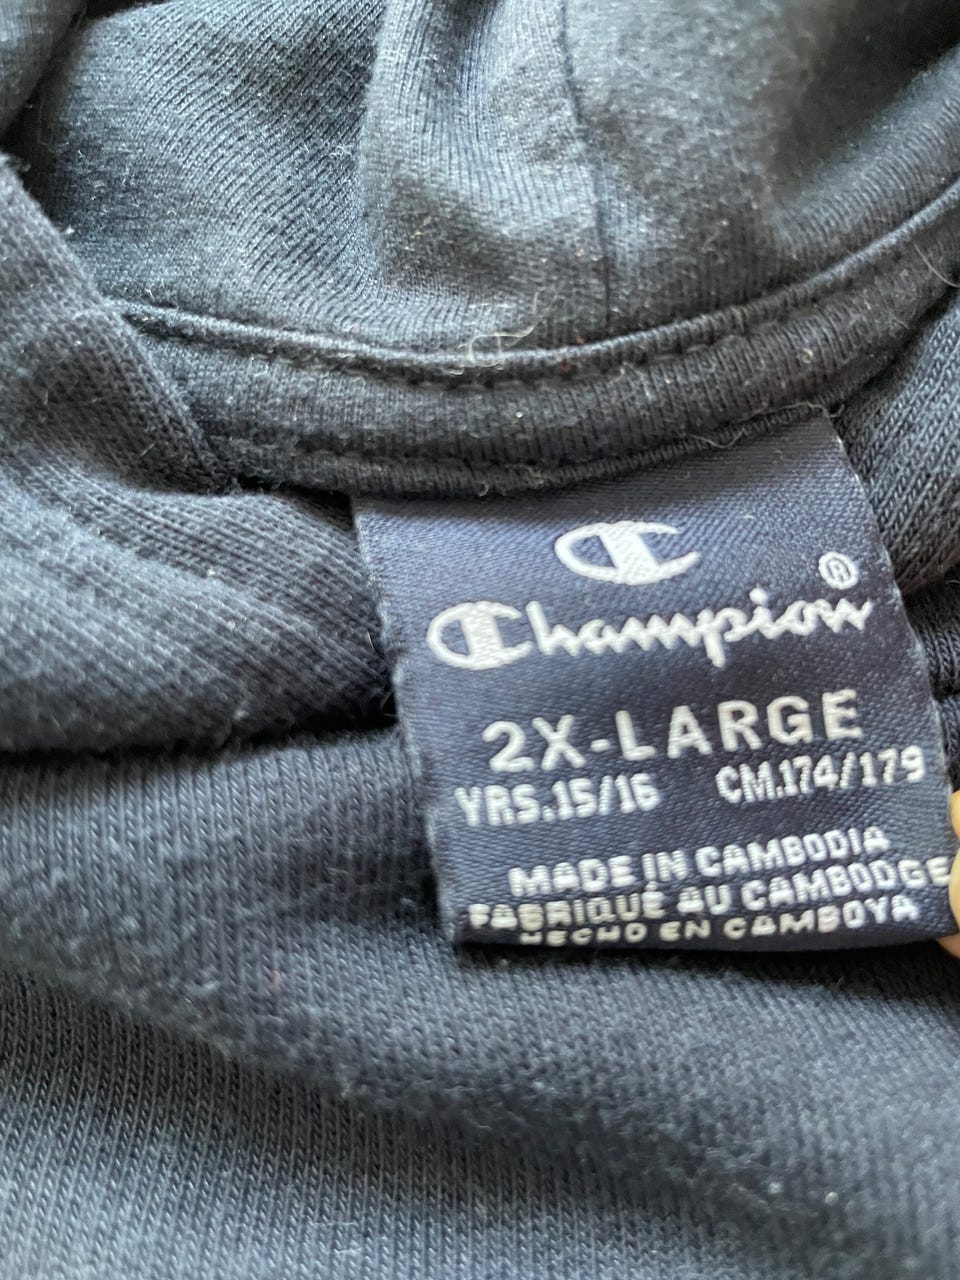 Champion®
2X-LARGE
YRS.15/16 CM.174/179
MADE IN CAMBODIA
FABRIQUÉ AU CAMBODGE
HECHO EN CAMBOYA